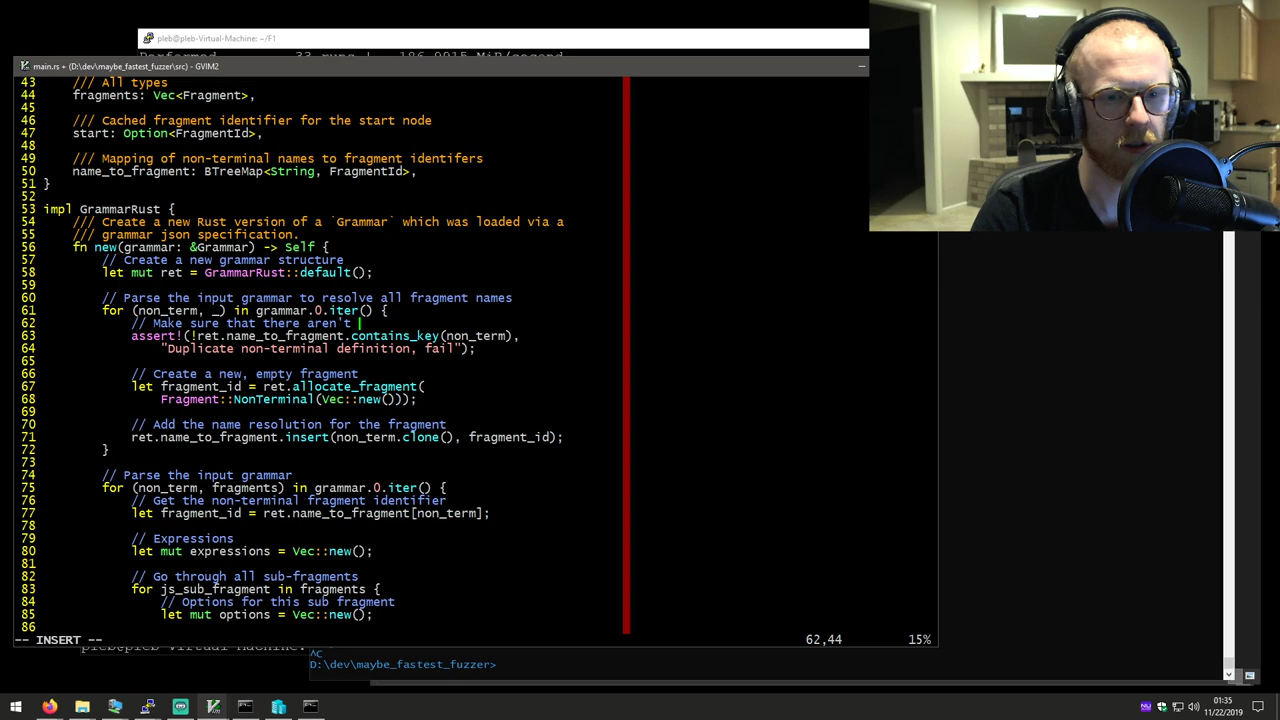 pleb@pleb-Virtual-Machine: ~/F1
main.rs + (D:\dev\maybe_fastest_fuzzer\src) - GVIM2
43     /// All types
44     fragments: Vec<Fragment>,
45
46     /// Cached fragment identifier for the start node
47     start: Option<FragmentId>,
48
49     /// Mapping of non-terminal names to fragment identifers
50     name_to_fragment: BTreeMap<String, FragmentId>,
51 }
52
53 impl GrammarRust {
54     /// Create a new Rust version of a `Grammar` which was loaded via a
55     /// grammar json specification.
56     fn new(grammar: &Grammar) -> Self {
57         // Create a new grammar structure
58         let mut ret = GrammarRust::default();
59
60         // Parse the input grammar to resolve all fragment names
61         for (non_term, _) in grammar.0.iter() {
62             // Make sure that there aren't
63             assert!(!ret.name_to_fragment.contains_key(non_term),
64                 "Duplicate non-terminal definition, fail");
65
66             // Create a new, empty fragment
67             let fragment_id = ret.allocate_fragment(
68                 Fragment::NonTerminal(Vec::new()));
69
70             // Add the name resolution for the fragment
71             ret.name_to_fragment.insert(non_term.clone(), fragment_id);
72         }
73
74         // Parse the input grammar
75         for (non_term, fragments) in grammar.0.iter() {
76             // Get the non-terminal fragment identifier
77             let fragment_id = ret.name_to_fragment[non_term];
78
79             // Expressions
80             let mut expressions = Vec::new();
81
82             // Go through all sub-fragments
83             for js_sub_fragment in fragments {
84                 // Options for this sub fragment
85                 let mut options = Vec::new();
86
-- INSERT -- 62,44 15%
^C
D:\dev\maybe_fastest_fuzzer>
01:35
11/22/2019